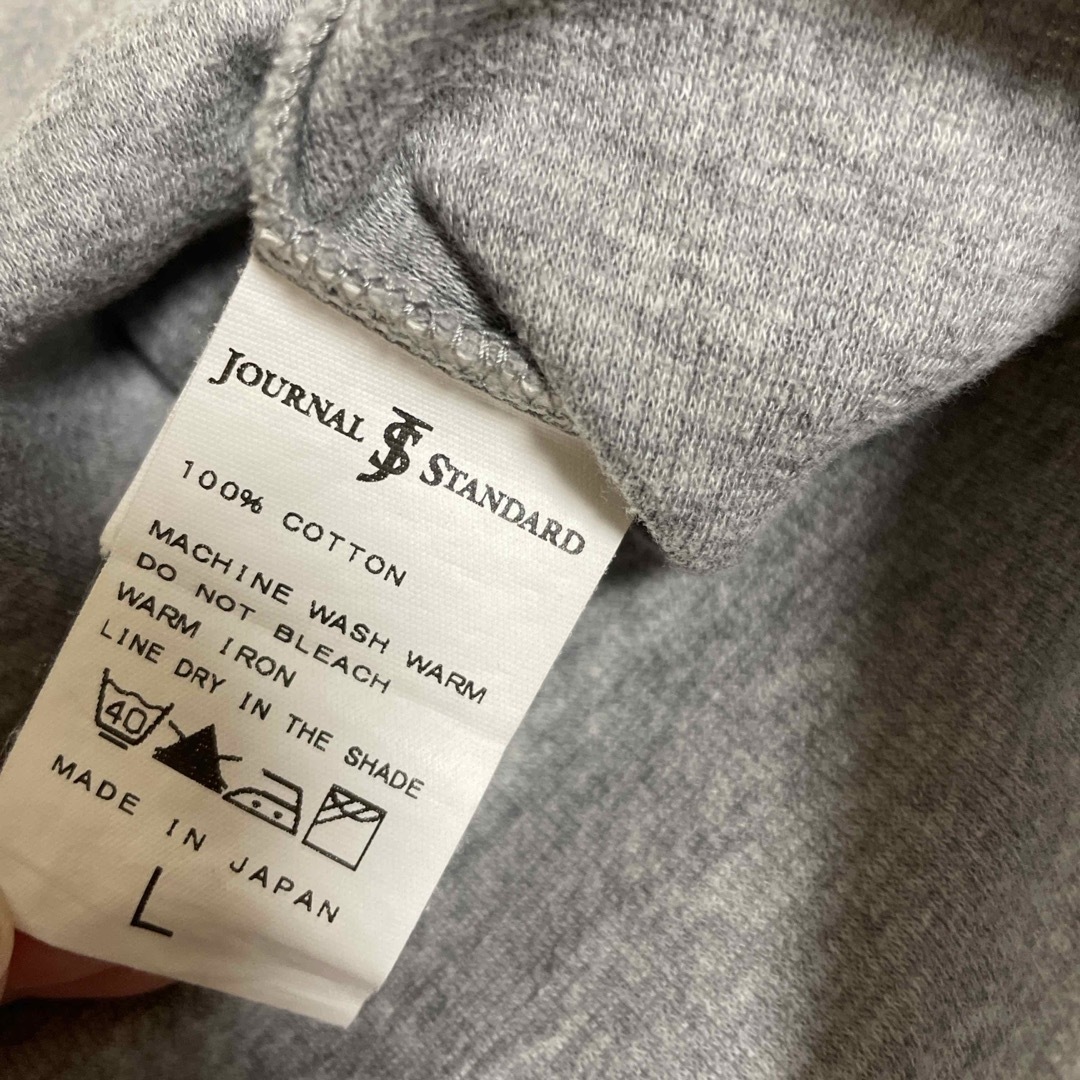 JOURNAL JS STANDARD
100% COTTON
MACHINE WASH WARM
DO NOT BLEACH
WARM IRON
LINE DRY IN THE SHADE
40
MADE IN JAPAN
L